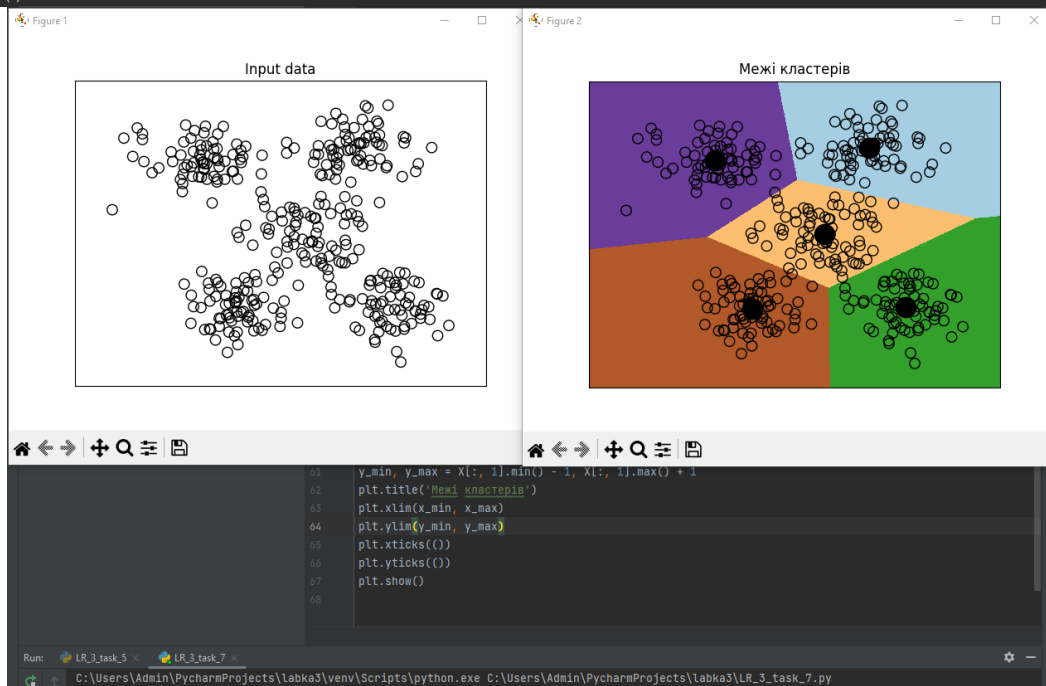 Figure 1
Figure 2
Input data
Межі кластерів
61 y_min, y_max = X[:, 1].min() - 1, X[:, 1].max() + 1
62 plt.title('Межі кластерів')
63 plt.xlim(x_min, x_max)
64 plt.ylim(y_min, y_max)
65 plt.xticks(())
66 plt.yticks(())
67 plt.show()
68
Run: LR_3_task_5 LR_3_task_7
C:\Users\Admin\PycharmProjects\labka3\venv\Scripts\python.exe C:\Users\Admin\PycharmProjects\labka3\LR_3_task_7.py